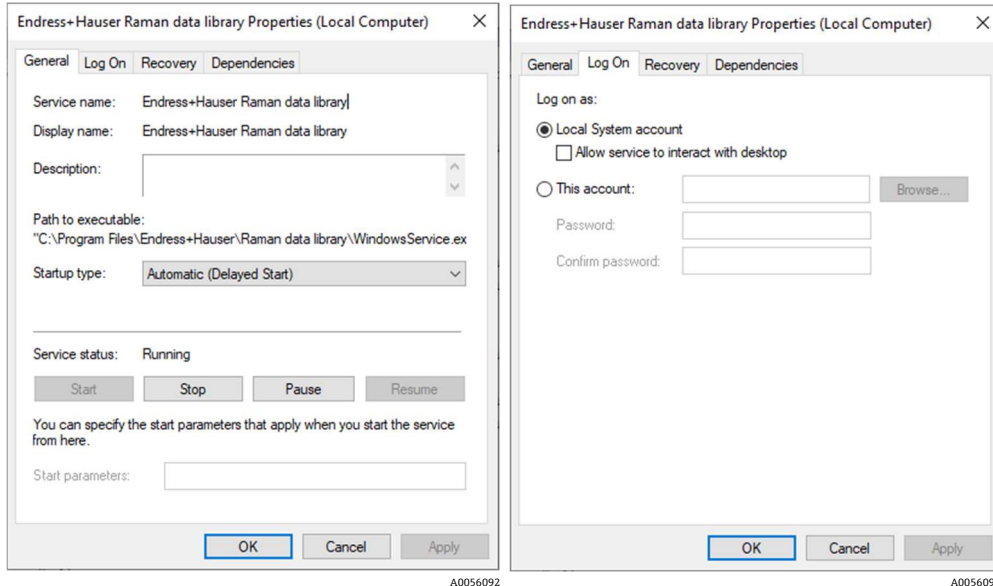 Endress+Hauser Raman data library Properties (Local Computer)
General Log On Recovery Dependencies
Service name: Endress+Hauser Raman data library
Display name: Endress+Hauser Raman data library
Description:
Path to executable:
"C:\Program Files\Endress+Hauser\Raman data library\WindowsService.ex
Startup type: Automatic (Delayed Start)
Service status: Running
Start Stop Pause Resume
You can specify the start parameters that apply when you start the service
from here.
Start parameters:
OK Cancel Apply
A0056092
Endress+Hauser Raman data library Properties (Local Computer)
General Log On Recovery Dependencies
Log on as:
Local System account
Allow service to interact with desktop
This account: Browse...
Password:
Confirm password:
OK Cancel Apply